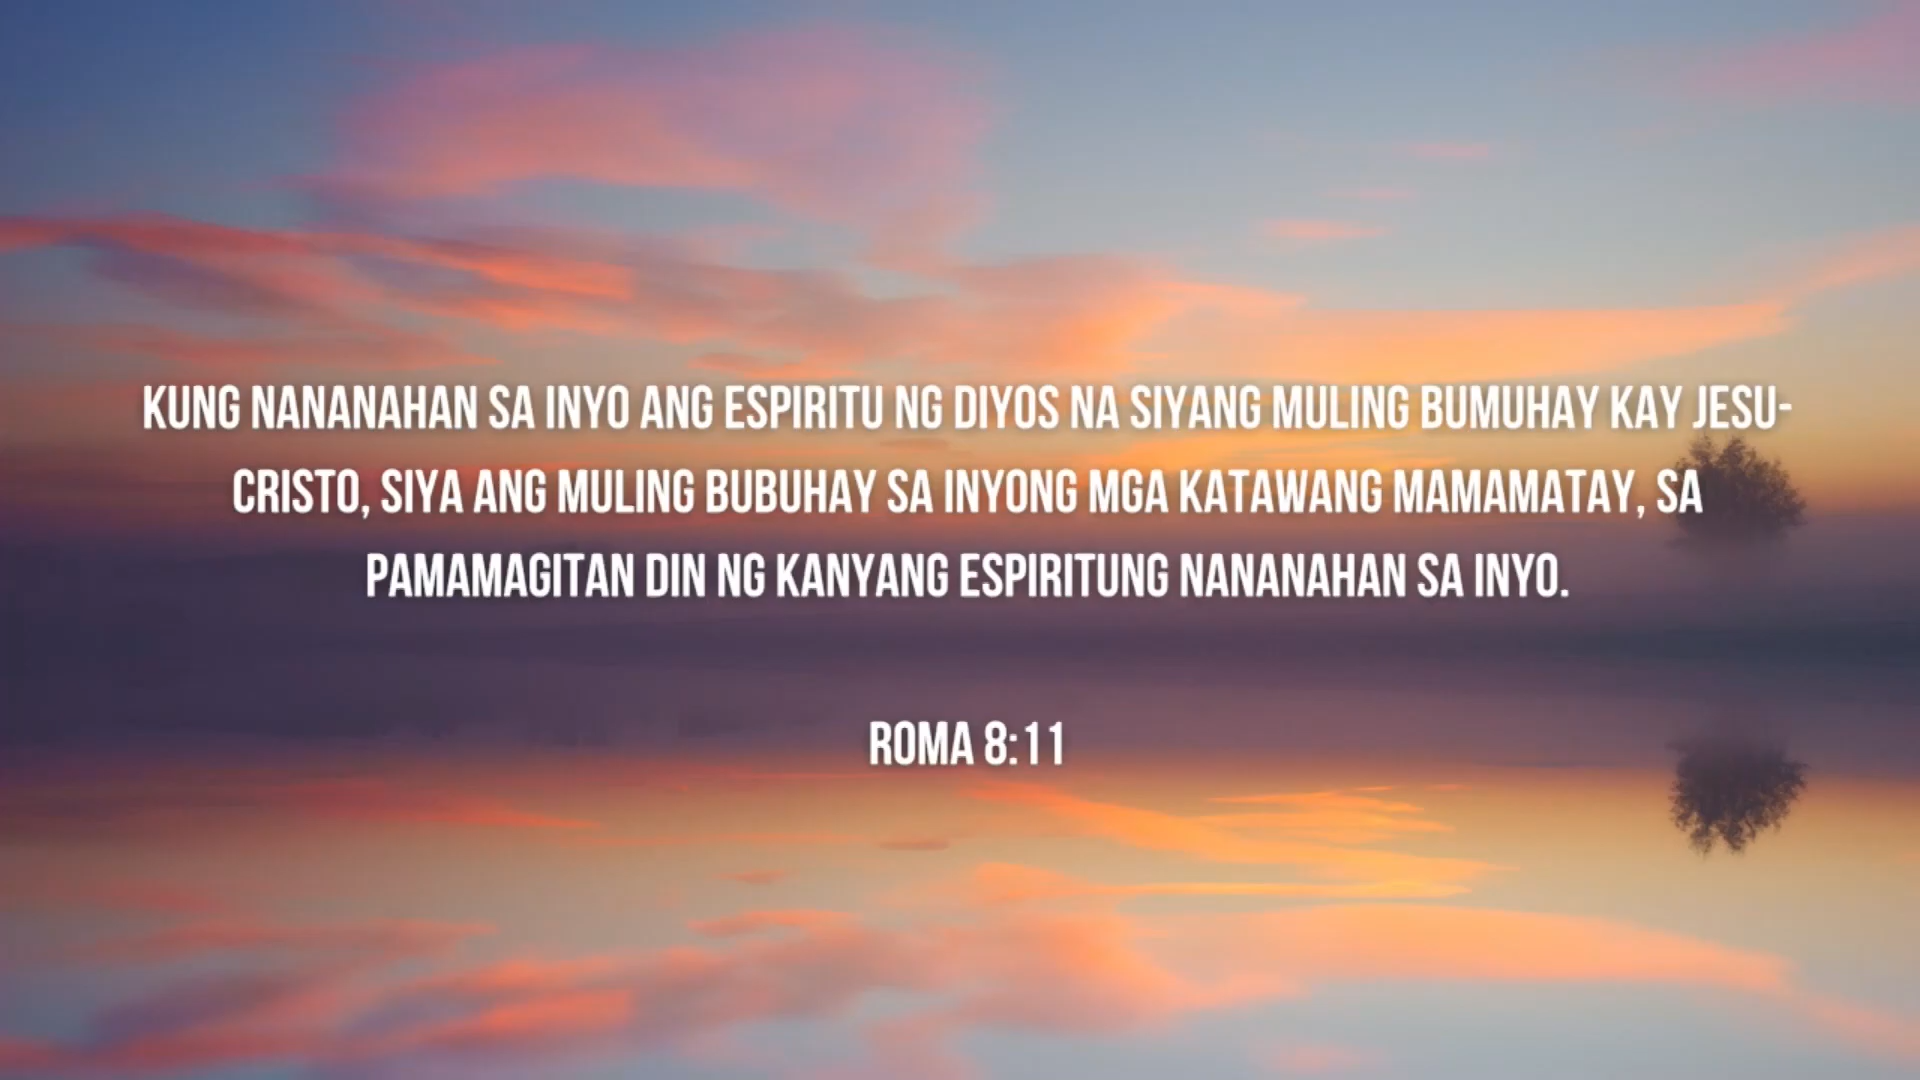 KUNG NANANAHAN SA INYO ANG ESPIRITU NG DIYOS NA SIYANG MULING BUMUHAY KAY JESU-
CRISTO, SIYA ANG MULING BUBUHAY SA INYONG MGA KATAWANG MAMAMATAY, SA
PAMAMAGITAN DIN NG KANYANG ESPIRITUNG NANANAHAN SA INYO.
ROMA 8:11